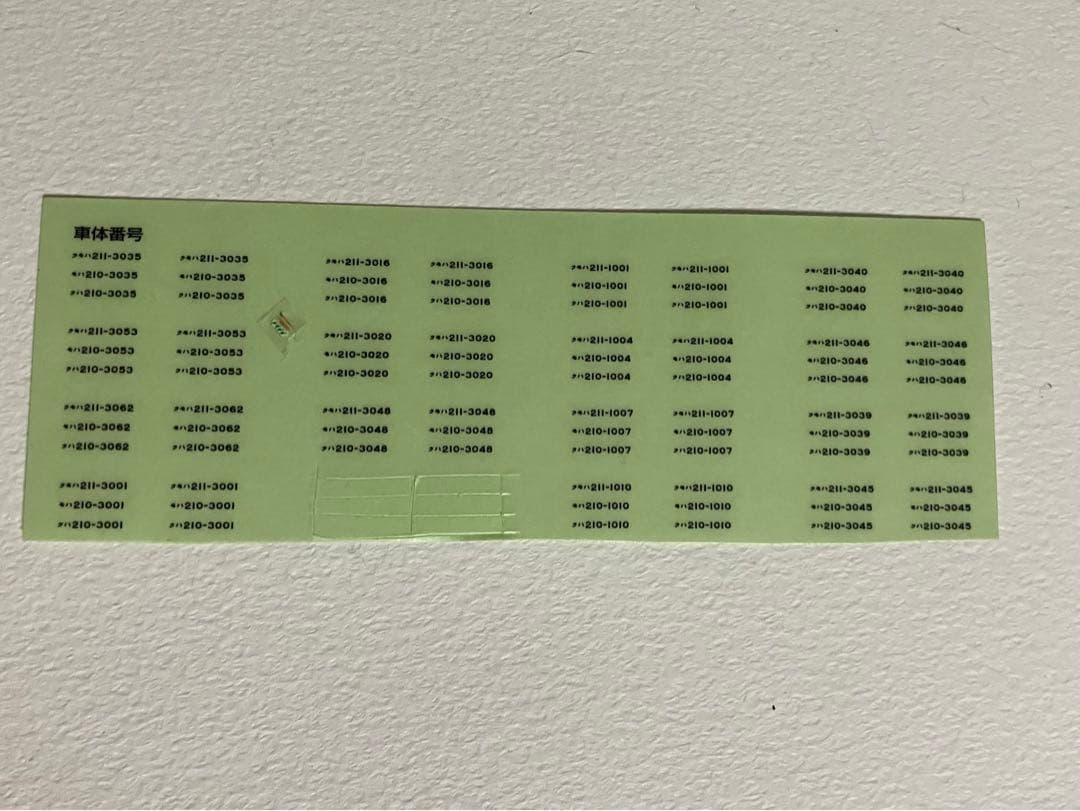 車体番号
クモハ211-3035 クモハ211-3035 クモハ211-3016 クモハ211-3016 クモハ211-1001 クモハ211-1001 クモハ211-3040 クモハ211-3040
モハ210-3035 モハ210-3035 モハ210-3016 モハ210-3016 モハ210-1001 モハ210-1001 モハ210-3040 モハ210-3040
クハ210-3035 クハ210-3035 クハ210-3016 クハ210-3016 クハ210-1001 クハ210-1001 クハ210-3040 クハ210-3040
クモハ211-3053 クモハ211-3053 クモハ211-3020 クモハ211-3020 クモハ211-1004 クモハ211-1004 クモハ211-3046 クモハ211-3046
モハ210-3053 モハ210-3053 モハ210-3020 モハ210-3020 モハ210-1004 モハ210-1004 モハ210-3046 モハ210-3046
クハ210-3053 クハ210-3053 クハ210-3020 クハ210-3020 クハ210-1004 クハ210-1004 クハ210-3046 クハ210-3046
クモハ211-3062 クモハ211-3062 クモハ211-3048 クモハ211-3048 クモハ211-1007 クモハ211-1007 クモハ211-3039 クモハ211-3039
モハ210-3062 モハ210-3062 モハ210-3048 モハ210-3048 モハ210-1007 モハ210-1007 モハ210-3039 モハ210-3039
クハ210-3062 クハ210-3062 クハ210-3048 クハ210-3048 クハ210-1007 クハ210-1007 クハ210-3039 クハ210-3039
クモハ211-3001 クモハ211-3001 クモハ211-1010 クモハ211-1010 クモハ211-3045 クモハ211-3045
モハ210-3001 モハ210-3001 モハ210-1010 モハ210-1010 モハ210-3045 モハ210-3045
クハ210-3001 クハ210-3001 クハ210-1010 クハ210-1010 クハ210-3045 クハ210-3045